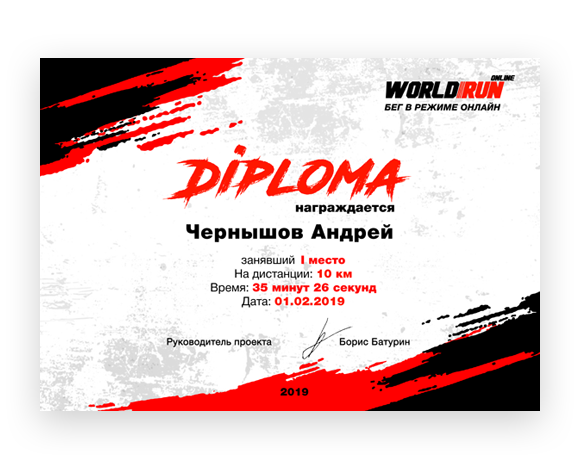 ONLINE
WORLDRUN
БЕГ В РЕЖИМЕ ОНЛАЙН
DIPLOMA
награждается
Чернышов Андрей
занявший I место
На дистанции: 10 км
Время: 35 минут 26 секунд
Дата: 01.02.2019
Руководитель проекта Борис Батурин
2019